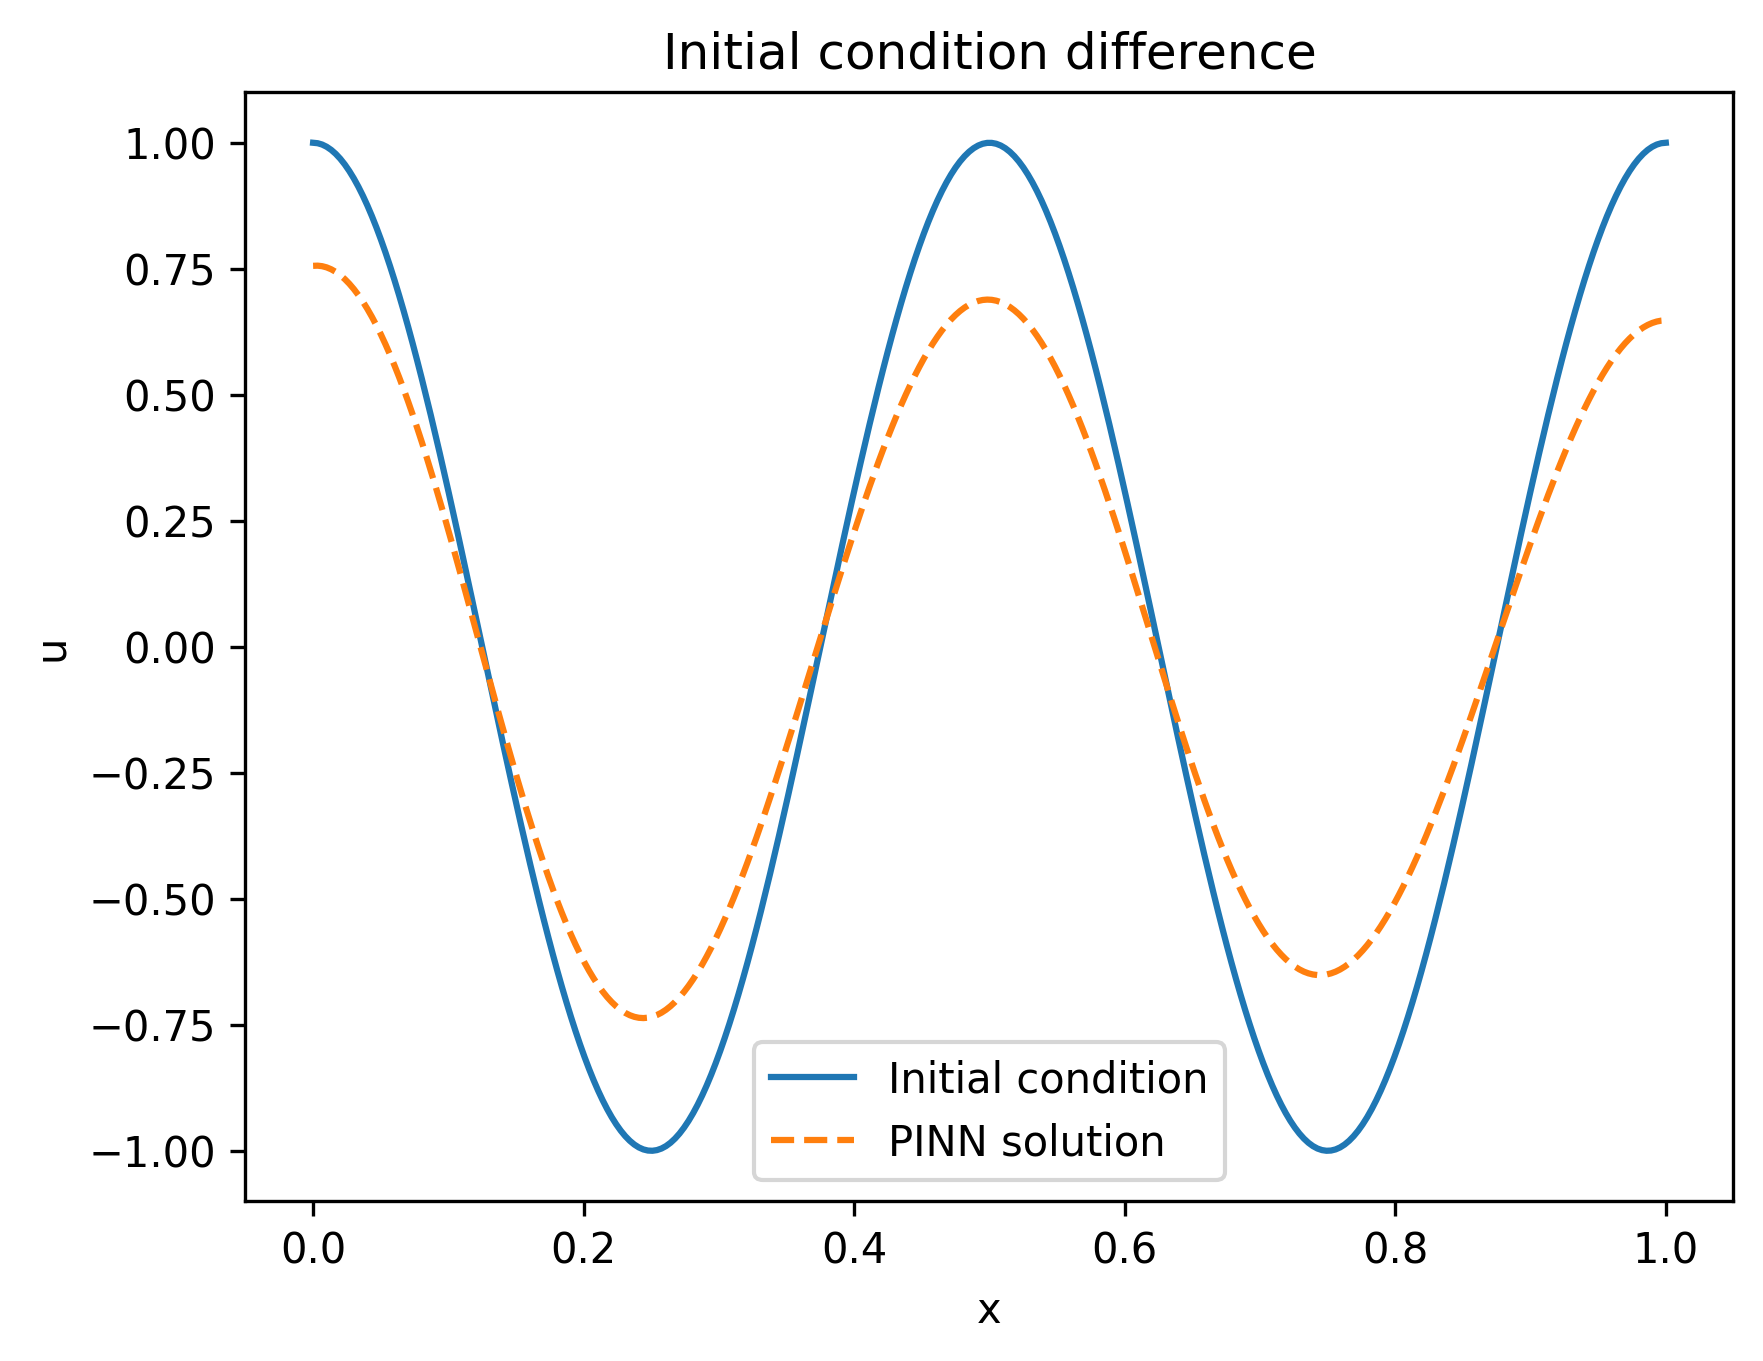 Initial condition difference
1.00
0.75
0.50
0.25
0.00
−0.25
−0.50
−0.75
−1.00
u
Initial condition
PINN solution
0.0 0.2 0.4 0.6 0.8 1.0
x